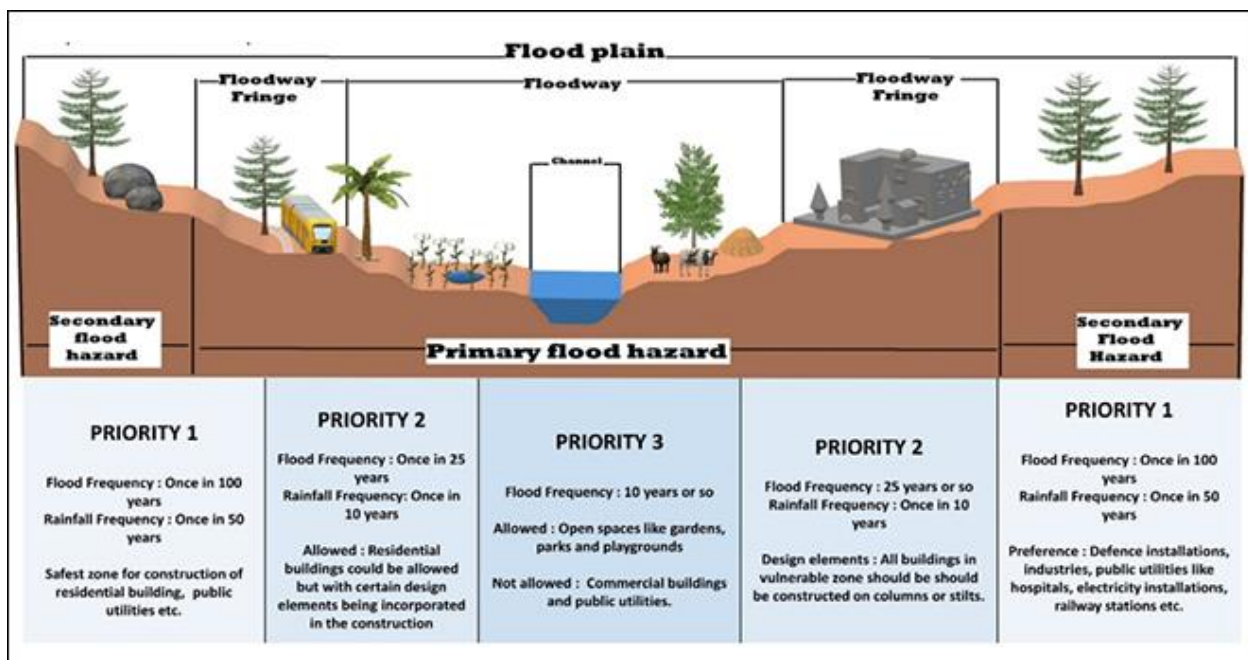 Flood plain
Floodway
Fringe
Floodway
Floodway
Fringe
Channel
Secondary
flood
hazard
Primary flood hazard
Secondary
Flood
Hazard
PRIORITY 1
Flood Frequency : Once in 100
years
Rainfall Frequency : Once in 50
years
Safest zone for construction of
residential building, public
utilities etc.
PRIORITY 2
Flood Frequency : Once in 25
years
Rainfall Frequency: Once in
10 years
Allowed : Residential
buildings could be allowed
but with certain design
elements being incorporated
in the construction
PRIORITY 3
Flood Frequency : 10 years or so
Allowed : Open spaces like gardens,
parks and playgrounds
Not allowed : Commercial buildings
and public utilities.
PRIORITY 2
Flood Frequency : 25 years or so
Rainfall Frequency : Once in 10
years
Design elements : All buildings in
vulnerable zone should be should
be constructed on columns or stilts.
PRIORITY 1
Flood Frequency : Once in 100
years
Rainfall Frequency : Once in 50
years
Preference : Defence installations,
industries, public utilities like
hospitals, electricity installations,
railway stations etc.